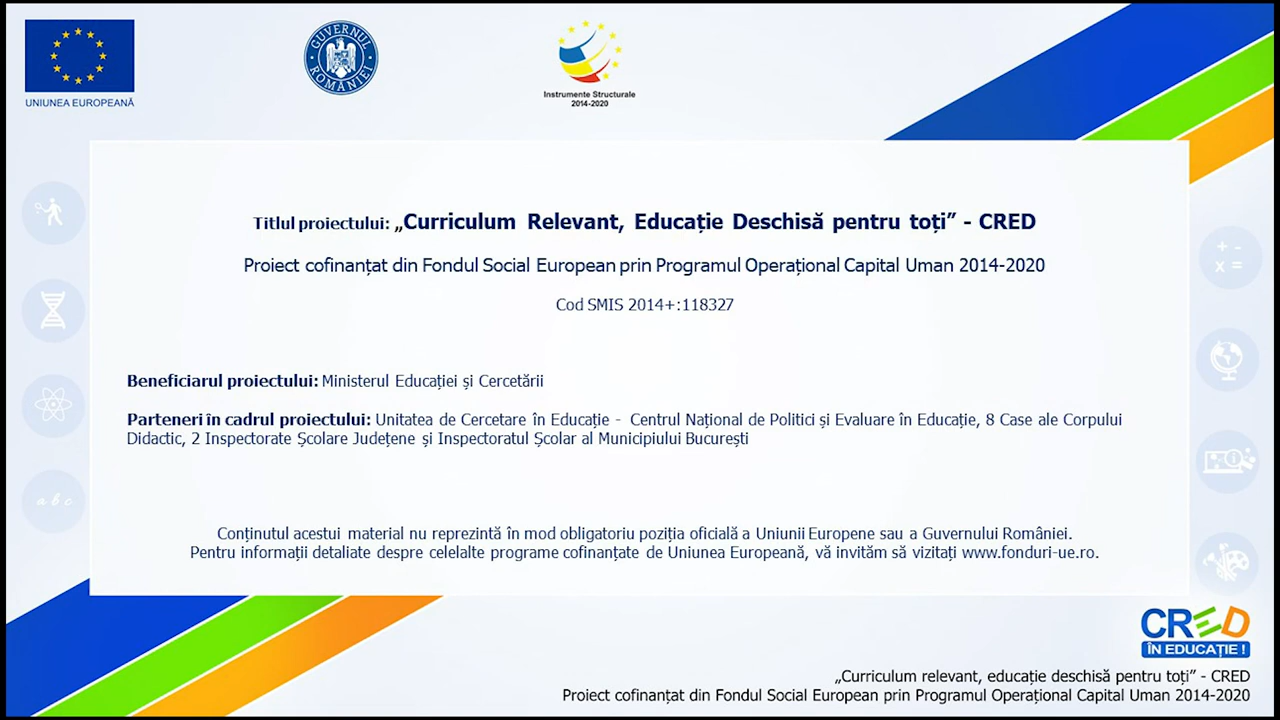 UNIUNEA EUROPEANĂ
GUVERNUL ROMÂNIEI
Instrumente Structurale
2014-2020
Titlul proiectului: „Curriculum Relevant, Educație Deschisă pentru toți” - CRED
Proiect cofinanțat din Fondul Social European prin Programul Operațional Capital Uman 2014-2020
Cod SMIS 2014+:118327
Beneficiarul proiectului: Ministerul Educației și Cercetării
Parteneri în cadrul proiectului: Unitatea de Cercetare în Educație - Centrul Național de Politici și Evaluare în Educație, 8 Case ale Corpului
Didactic, 2 Inspectorate Școlare Județene și Inspectoratul Școlar al Municipiului București
Conținutul acestui material nu reprezintă în mod obligatoriu poziția oficială a Uniunii Europene sau a Guvernului României.
Pentru informații detaliate despre celelalte programe cofinanțate de Uniunea Europeană, vă invităm să vizitați www.fonduri-ue.ro.
a b c
+ -
x =
CRED
ÎN EDUCAȚIE !
„Curriculum relevant, educație deschisă pentru toți” - CRED
Proiect cofinanțat din Fondul Social European prin Programul Operațional Capital Uman 2014-2020